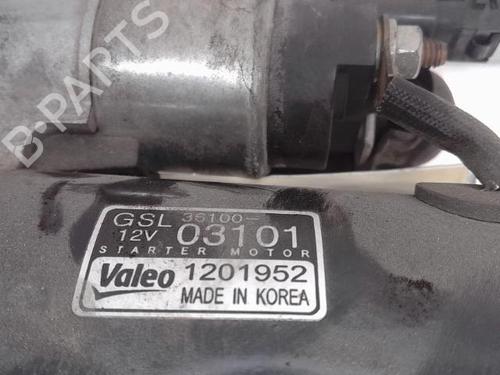 B-PARTS
GSL 36100-
12V 03101
STARTER MOTOR
Valeo 1201952
MADE IN KOREA